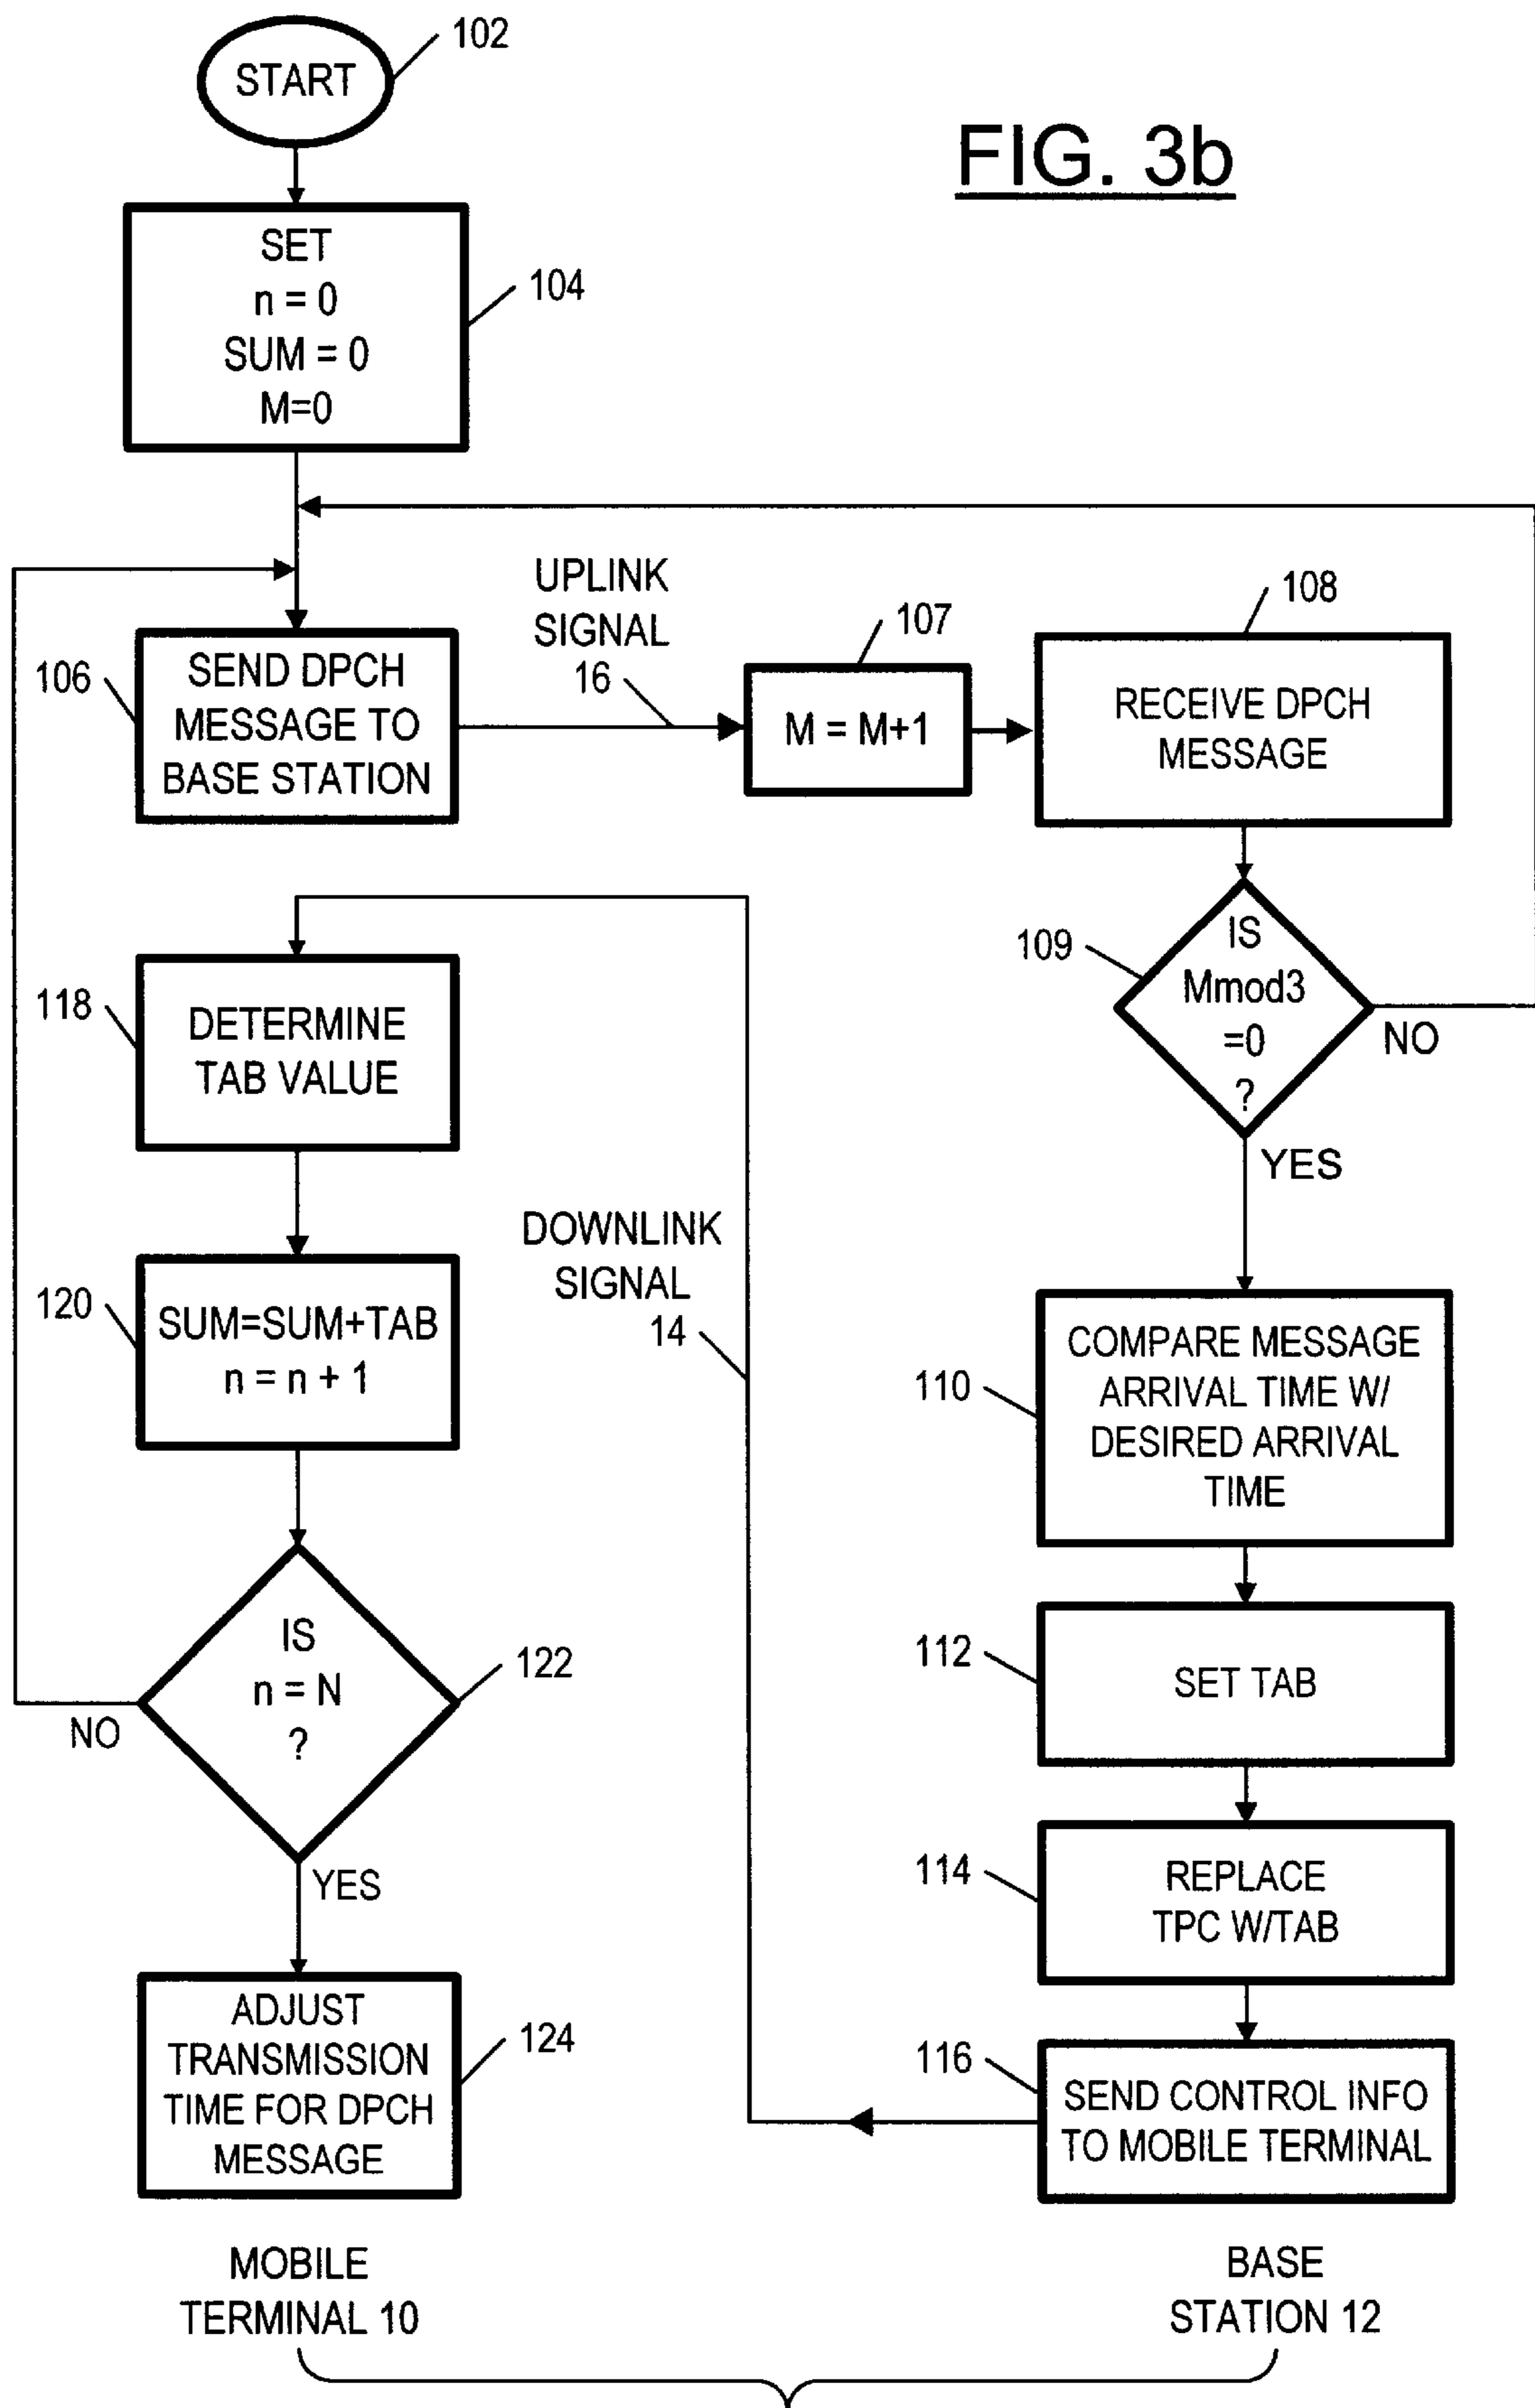 102
START
FIG. 3b
SET
n = 0
SUM = 0
M=0
104
UPLINK
SIGNAL
16
106
SEND DPCH
MESSAGE TO
BASE STATION
107
M = M+1
108
RECEIVE DPCH
MESSAGE
109
IS
Mmod3
=0
?
NO
YES
118
DETERMINE
TAB VALUE
DOWNLINK
SIGNAL
14
120
SUM=SUM+TAB
n = n + 1
110
COMPARE MESSAGE
ARRIVAL TIME W/
DESIRED ARRIVAL
TIME
122
IS
n = N
?
NO
YES
112
SET TAB
114
REPLACE
TPC W/TAB
124
ADJUST
TRANSMISSION
TIME FOR DPCH
MESSAGE
116
SEND CONTROL INFO
TO MOBILE TERMINAL
MOBILE
TERMINAL 10
BASE
STATION 12